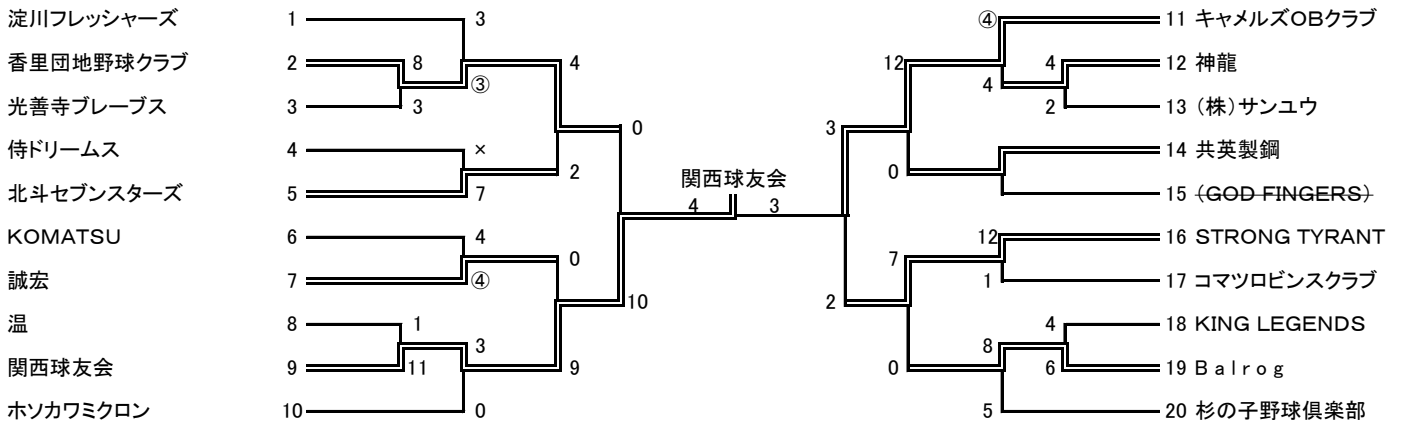 淀川フレッシャーズ 1 3
④ 11 キャメルズOBクラブ
香里団地野球クラブ 2 8 4
12 4 12 神龍
③ 4
光善寺ブレーブス 3 3
2 13 （株）サンユウ
0 3
侍ドリームス 4 ×
14 共英製鋼
2 0
関西球友会
北斗セブンスターズ 5 7
15 （GOD FINGERS）
4 3
KOMATSU 6 4
12 16 STRONG TYRANT
0 7
誠宏 7 ④
1 17 コマツロビンスクラブ
10 2
温 8 1
4 18 KING LEGENDS
3 8
関西球友会 9 11 9
0 6 19 Balrog
ホソカワミクロン 10 0
5 20 杉の子野球倶楽部